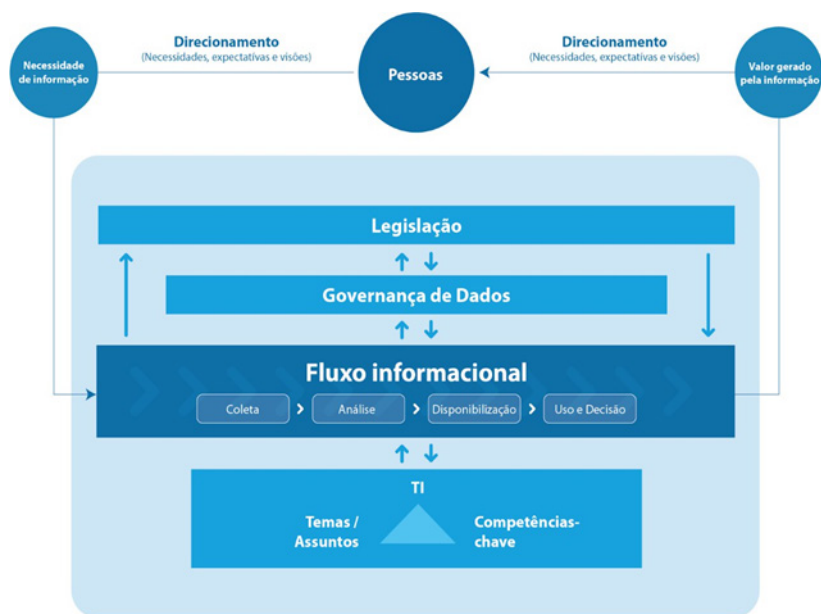 Necessidade
de informação
Direcionamento
(Necessidades, expectativas e visões)
Pessoas
Direcionamento
(Necessidades, expectativas e visões)
Valor gerado
pela informação
Legislação
Governança de Dados
Fluxo informacional
Coleta
Análise
Disponibilização
Uso e Decisão
TI
Temas /
Assuntos
Competências-
chave